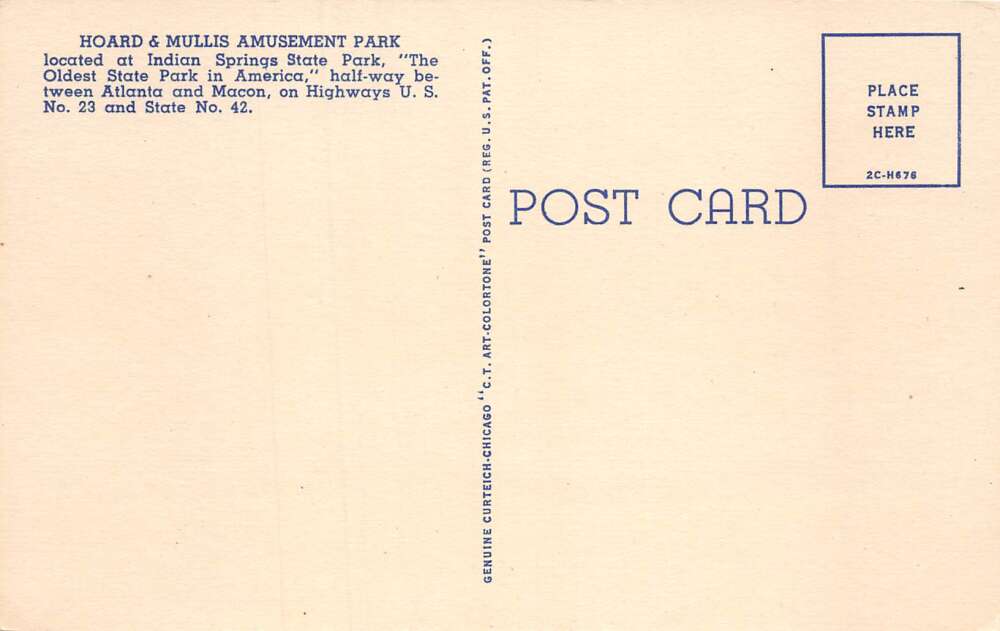 HOARD & MULLIS AMUSEMENT PARK
located at Indian Springs State Park, "The
Oldest State Park in America," half-way be-
tween Atlanta and Macon, on Highways U. S.
No. 23 and State No. 42.
GENUINE CURTEICH-CHICAGO "C.T. ART-COLORTONE" POST CARD (REG. U.S. PAT. OFF.)
POST CARD
PLACE
STAMP
HERE
2C-H676